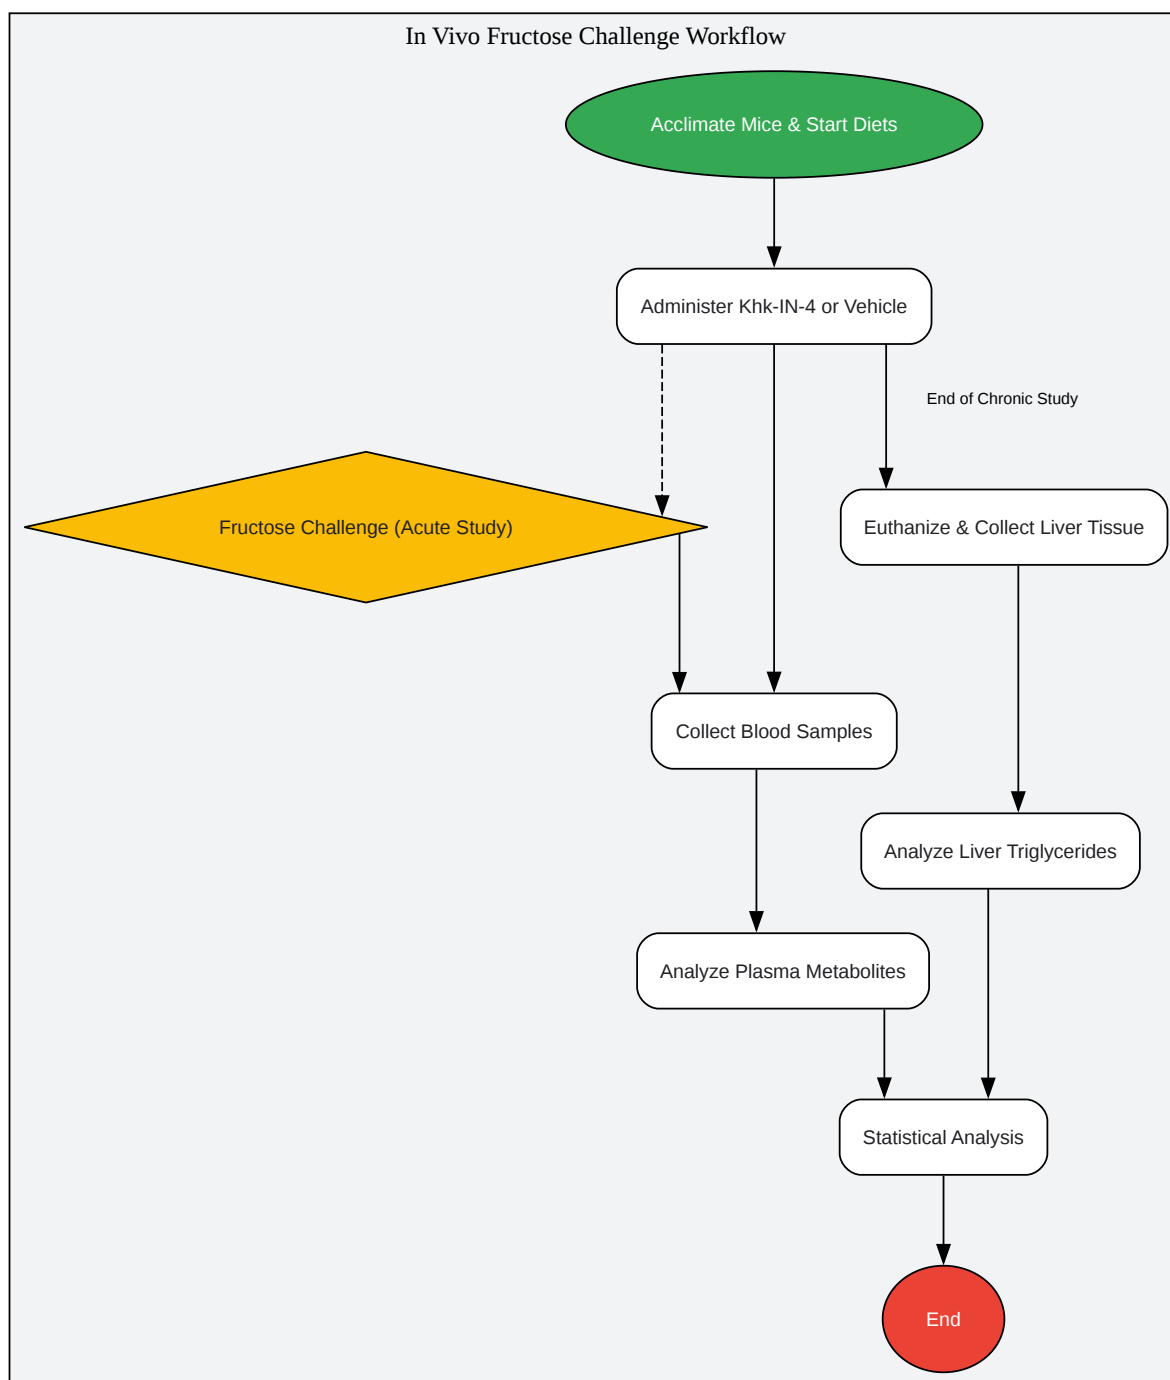 In Vivo Fructose Challenge Workflow
Acclimate Mice & Start Diets
Administer Khk-IN-4 or Vehicle
End of Chronic Study
Fructose Challenge (Acute Study)
Euthanize & Collect Liver Tissue
Collect Blood Samples
Analyze Liver Triglycerides
Analyze Plasma Metabolites
Statistical Analysis
End